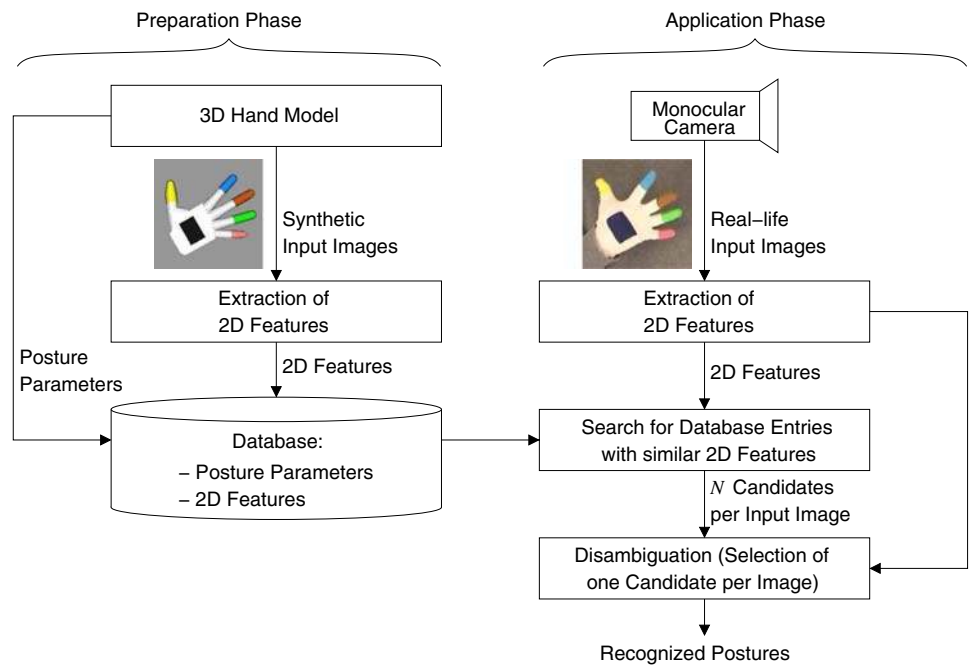 Preparation Phase
3D Hand Model
Synthetic
Input Images
Extraction of
2D Features
Posture
Parameters
2D Features
Database:
– Posture Parameters
– 2D Features
Application Phase
Monocular
Camera
Real–life
Input Images
Extraction of
2D Features
2D Features
Search for Database Entries
with similar 2D Features
N Candidates
per Input Image
Disambiguation (Selection of
one Candidate per Image)
Recognized Postures